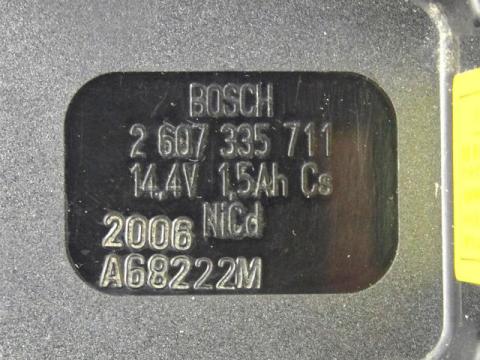 BOSCH
2 607 335 711
14,4V 1,5Ah Cs
NiCd
2006
A68222M